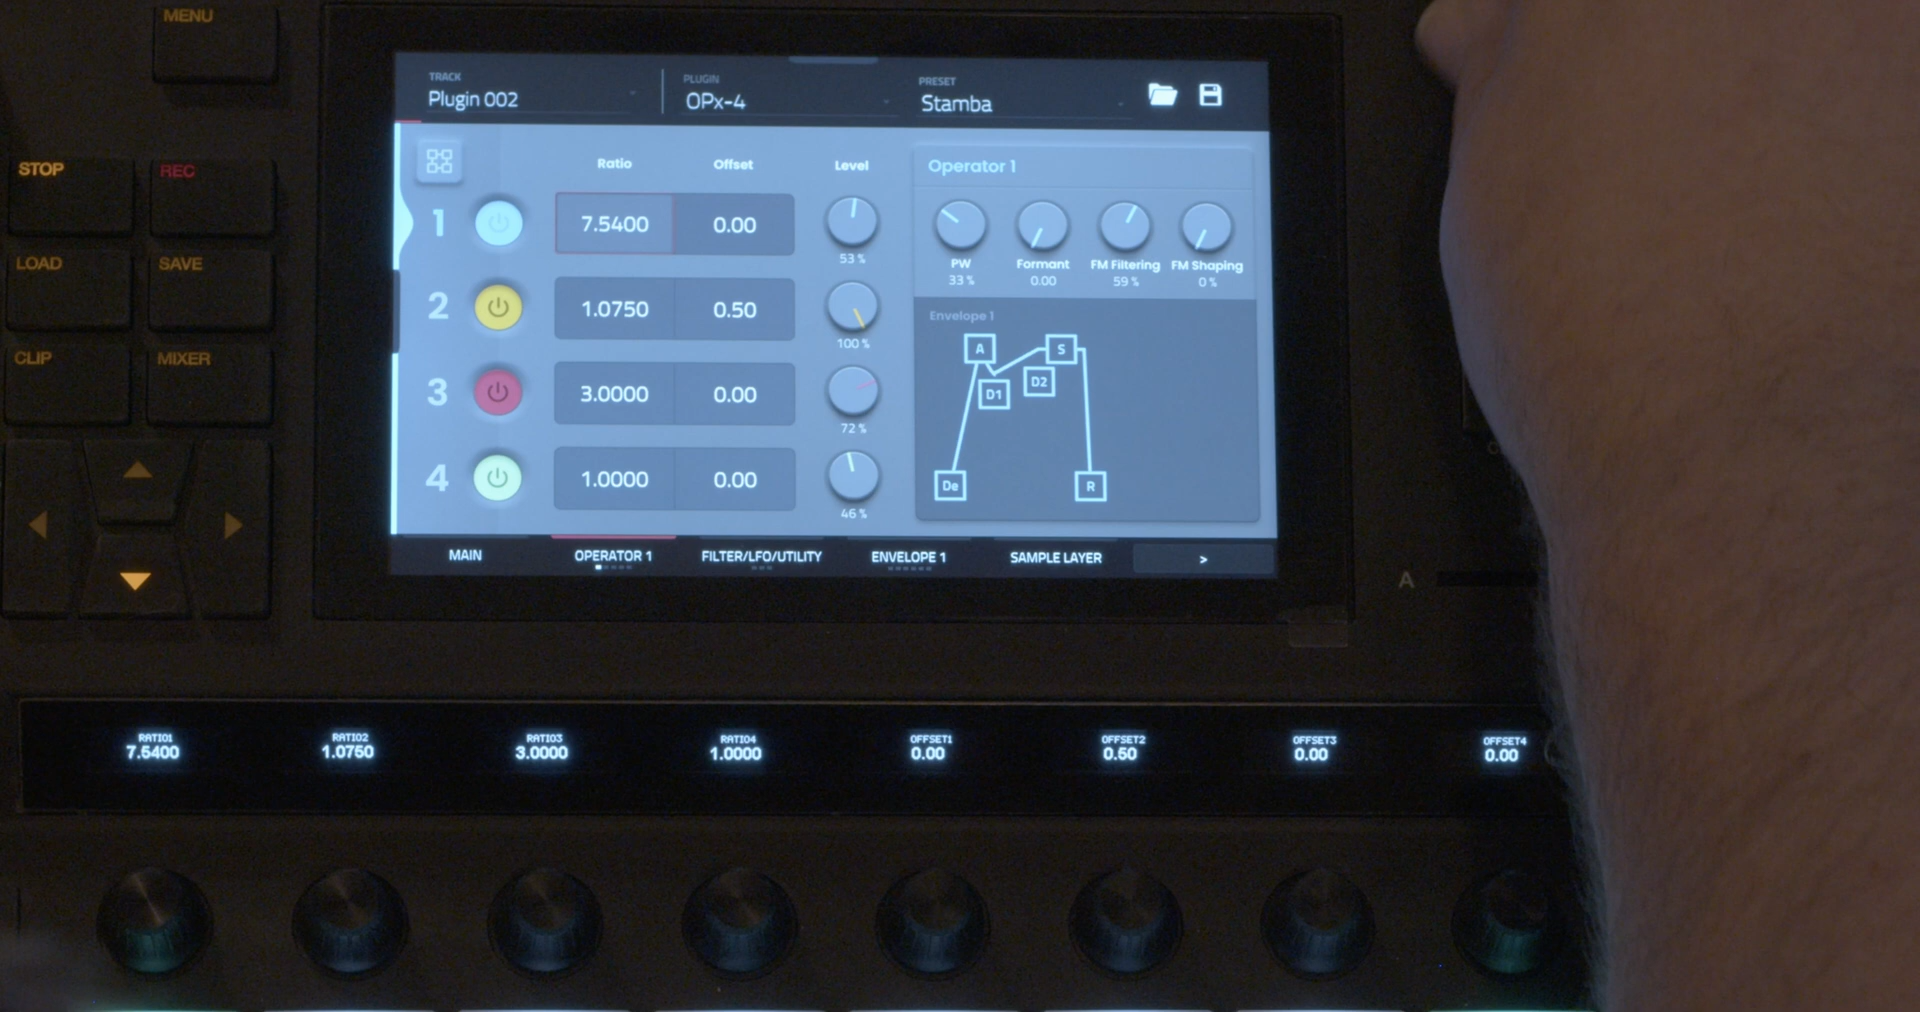 MENU
STOP
REC
LOAD
SAVE
CLIP
MIXER
TRACK
Plugin 002
PLUGIN
OPx-4
PRESET
Stamba
Ratio
Offset
Level
1
7.5400
0.00
53 %
2
1.0750
0.50
100 %
3
3.0000
0.00
72 %
4
1.0000
0.00
46 %
Operator 1
PW
33 %
Formant
0.00
FM Filtering
59 %
FM Shaping
0 %
Envelope 1
A
S
D1
D2
De
R
MAIN
OPERATOR 1
FILTER/LFO/UTILITY
ENVELOPE 1
SAMPLE LAYER
>
A
RATIO1
7.5400
RATIO2
1.0750
RATIO3
3.0000
RATIO4
1.0000
OFFSET1
0.00
OFFSET2
0.50
OFFSET3
0.00
OFFSET4
0.00